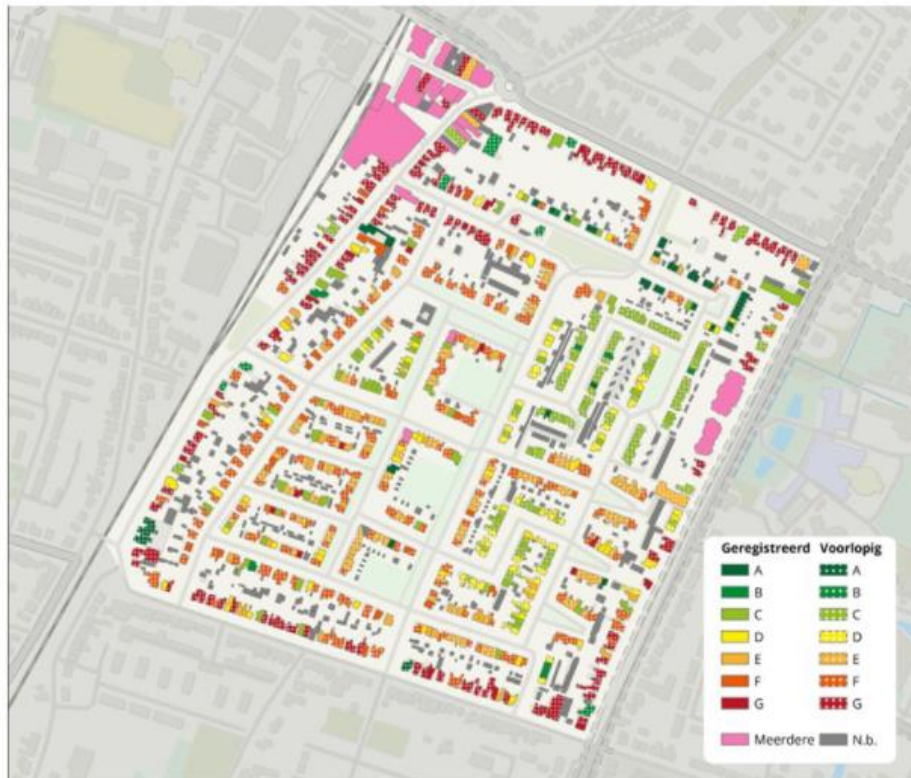 Geregistreerd Voorlopig
A A
B B
C C
D D
E E
F F
G G
Meerdere N.b.